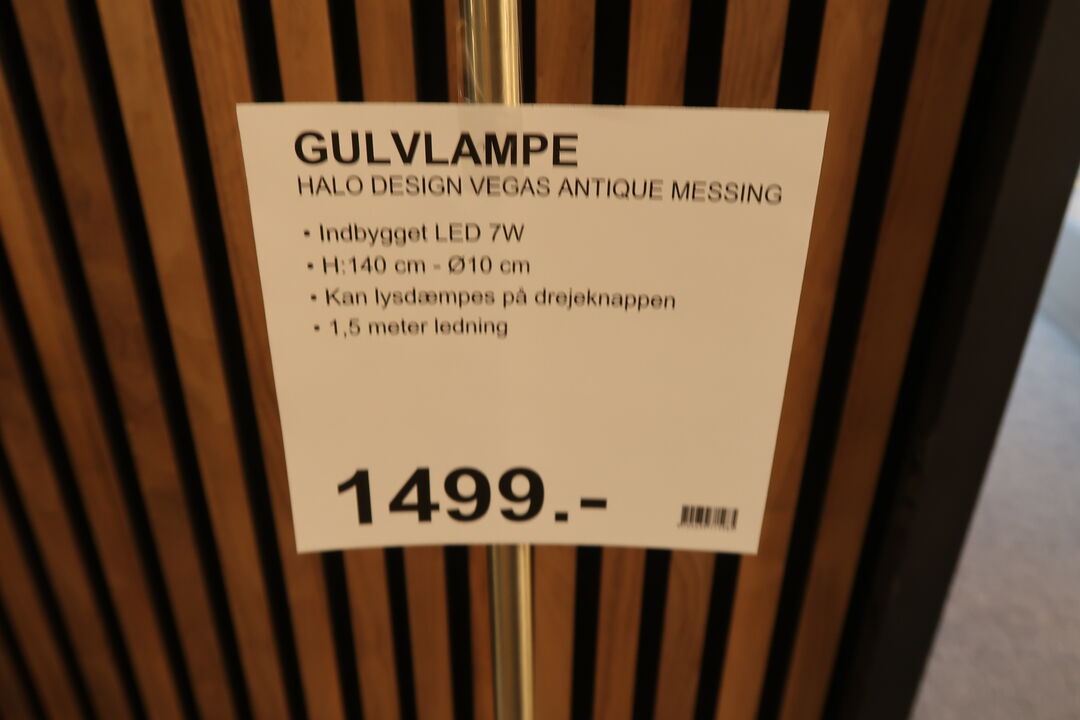 GULVLAMPE
HALO DESIGN VEGAS ANTIQUE MESSING
• Indbygget LED 7W
• H:140 cm - Ø10 cm
• Kan lysdæmpes på drejeknappen
• 1,5 meter ledning
1499.-